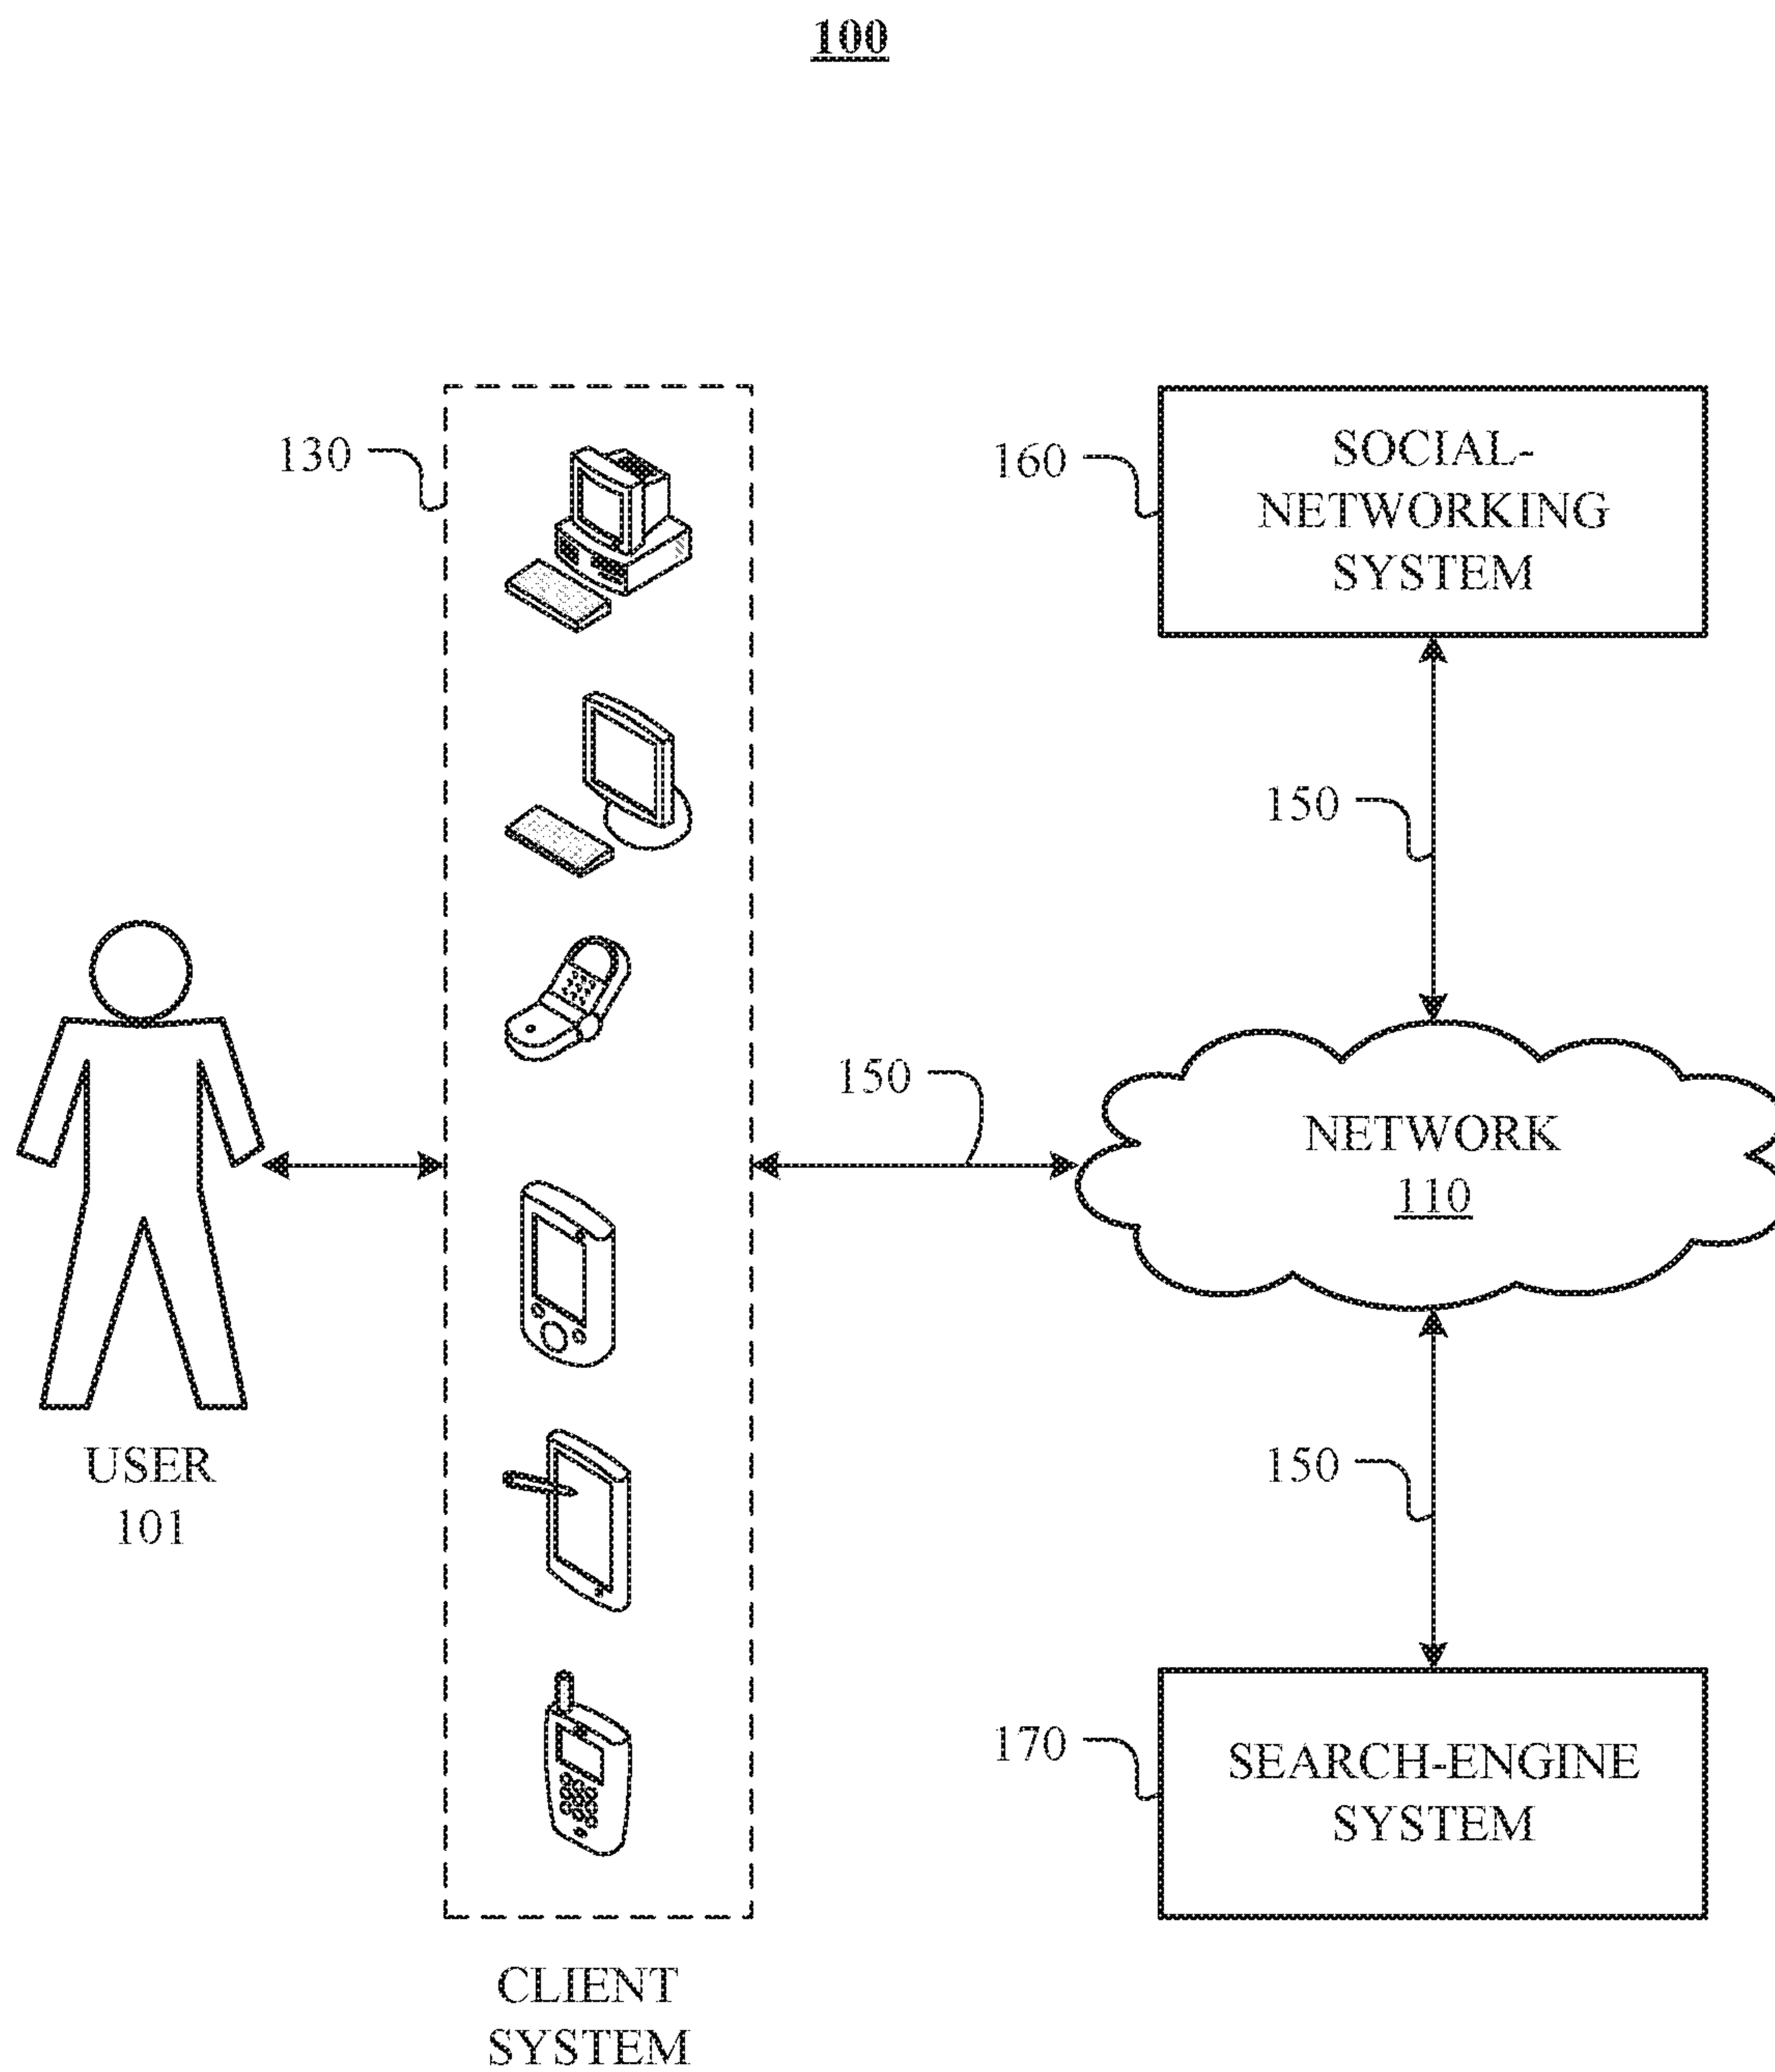 100
130
160
SOCIAL-
NETWORKING
SYSTEM
150
150
NETWORK
110
USER
101
150
170
SEARCH-ENGINE
SYSTEM
CLIENT
SYSTEM